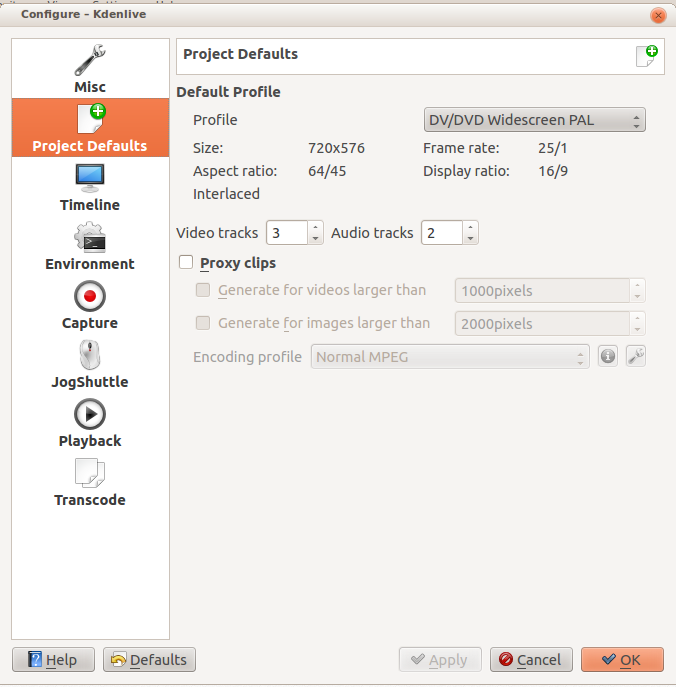 Configure – Kdenlive
Misc
Project Defaults
Timeline
Environment
Capture
JogShuttle
Playback
Transcode
Project Defaults
Default Profile
Profile DV/DVD Widescreen PAL
Size: 720x576 Frame rate: 25/1
Aspect ratio: 64/45 Display ratio: 16/9
Interlaced
Video tracks 3 Audio tracks 2
Proxy clips
Generate for videos larger than 1000pixels
Generate for images larger than 2000pixels
Encoding profile Normal MPEG
Help Defaults Apply Cancel OK